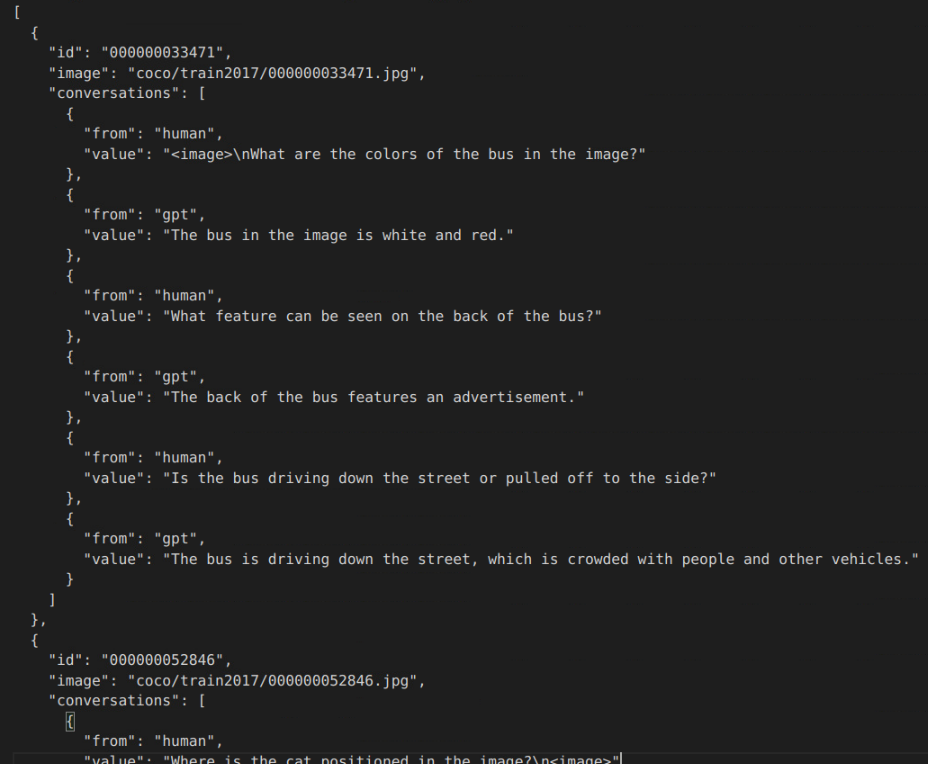 [
{
"id": "000000033471",
"image": "coco/train2017/000000033471.jpg",
"conversations": [
{
"from": "human",
"value": "<image>\nWhat are the colors of the bus in the image?"
},
{
"from": "gpt",
"value": "The bus in the image is white and red."
},
{
"from": "human",
"value": "What feature can be seen on the back of the bus?"
},
{
"from": "gpt",
"value": "The back of the bus features an advertisement."
},
{
"from": "human",
"value": "Is the bus driving down the street or pulled off to the side?"
},
{
"from": "gpt",
"value": "The bus is driving down the street, which is crowded with people and other vehicles."
}
]
},
{
"id": "000000052846",
"image": "coco/train2017/000000052846.jpg",
"conversations": [
{
"from": "human",
"value": "Where is the cat positioned in the image?\n<image>"